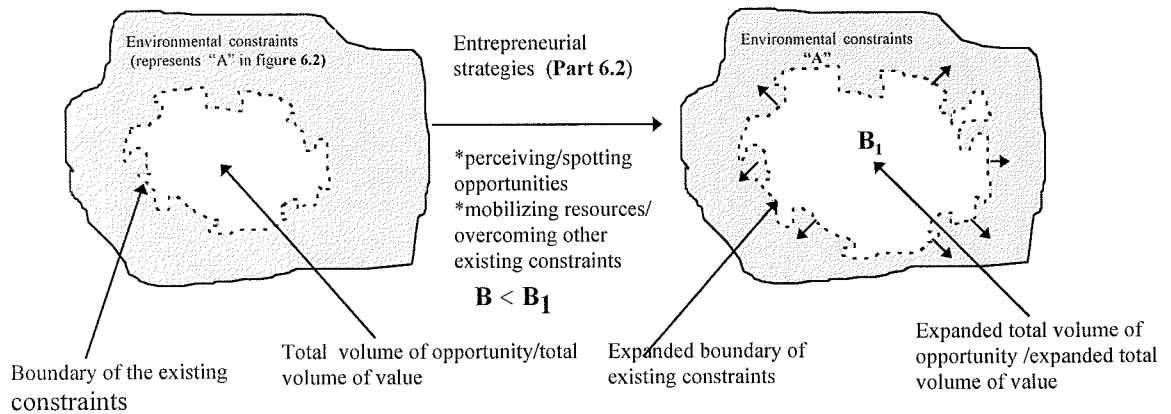 Environmental constraints
(represents “A” in figure 6.2)
Boundary of the existing
constraints
Total volume of opportunity/total
volume of value
Entrepreneurial
strategies (Part 6.2)
*perceiving/spotting
opportunities
*mobilizing resources/
overcoming other
existing constraints
B < B1
Environmental constraints
“A”
B1
Expanded boundary of
existing constraints
Expanded total volume of
opportunity /expanded total
volume of value